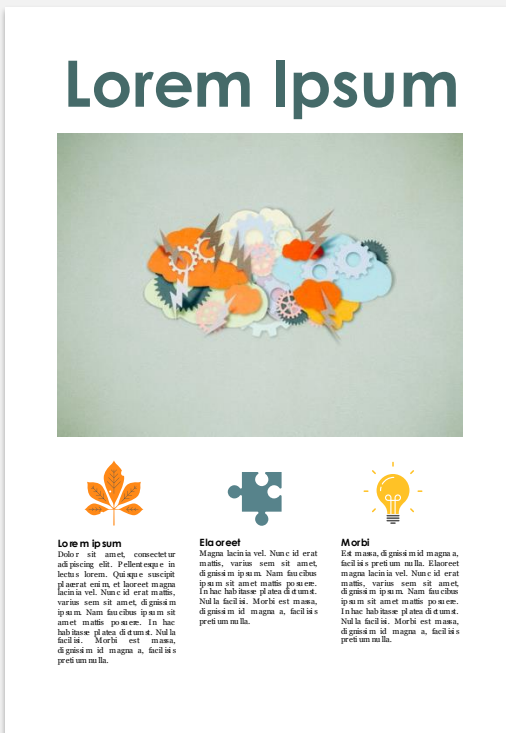 Lorem Ipsum
Lorem ipsum
Dolor sit amet, consectetur
adipiscing elit. Pellentesque in
lectus lorem. Quisque suscipit
placerat enim, et laoreet magna
lacinia vel. Nunc id erat mattis,
varius sem sit amet, dignissim
ipsum. Nam faucibus ipsum sit
amet mattis posuere. In hac
habitasse platea dictumst. Nulla
facilisi. Morbi est massa,
dignissim id magna a, facilisis
pretium nulla.
Elaoreet
Magna lacinia vel. Nunc id erat
mattis, varius sem sit amet,
dignissim ipsum. Nam faucibus
ipsum sit amet mattis posuere.
In hac habitasse platea dictumst.
Nulla facilisi. Morbi est massa,
dignissim id magna a, facilisis
pretium nulla.
Morbi
Est massa, dignissimid magna a,
facilisis pretium nulla. Elaoreet
magna lacinia vel. Nunc id erat
mattis, varius sem sit amet,
dignissim ipsum. Nam faucibus
ipsum sit amet mattis posuere.
In hac habitasse platea dictumst.
Nulla facilisi. Morbi est massa,
dignissim id magna a, facilisis
pretium nulla.